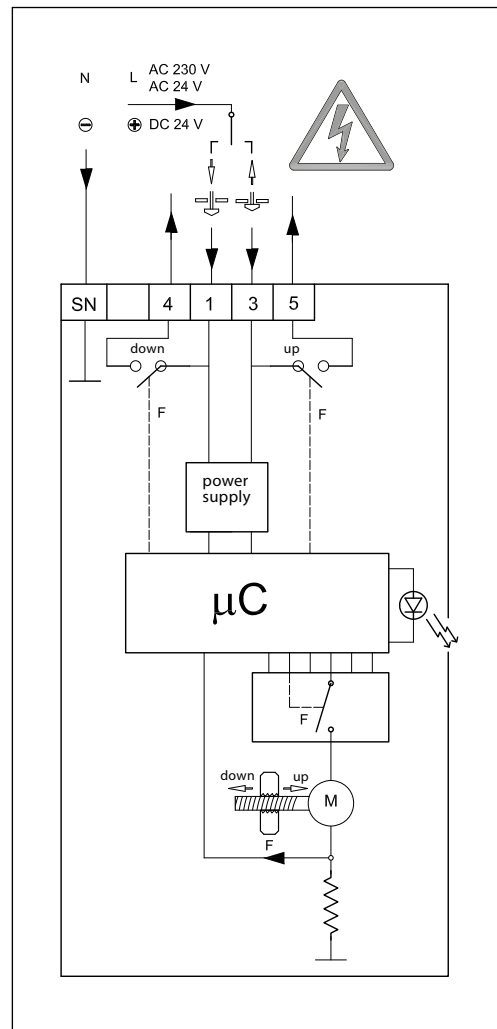 N L AC 230 V
AC 24 V
⊖ ⊕ DC 24 V
SN 4 1 3 5
down up
F F
power
supply
µC
F
down up
M
F